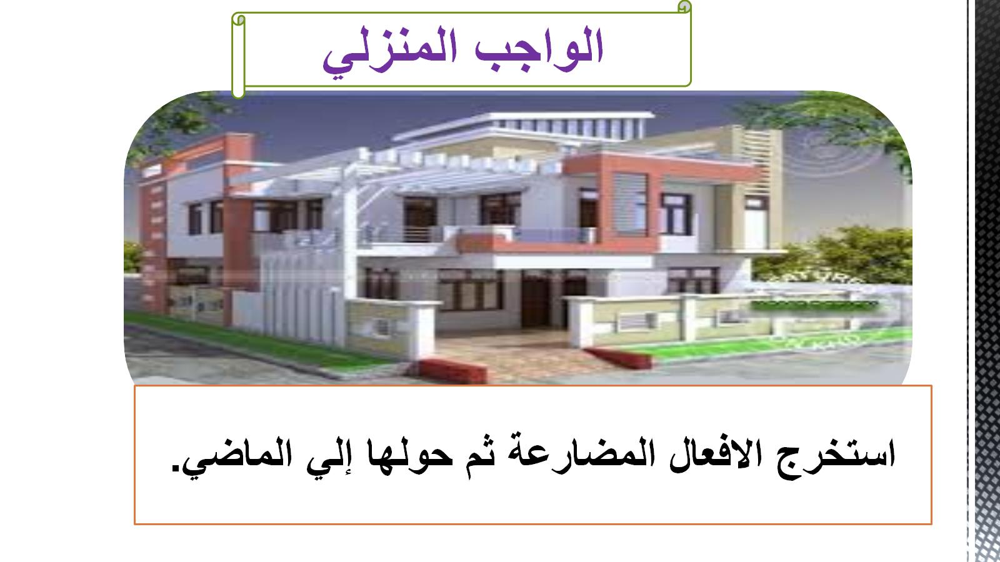 الواجب المنزلي
استخرج الافعال المضارعة ثم حولها إلي الماضي.